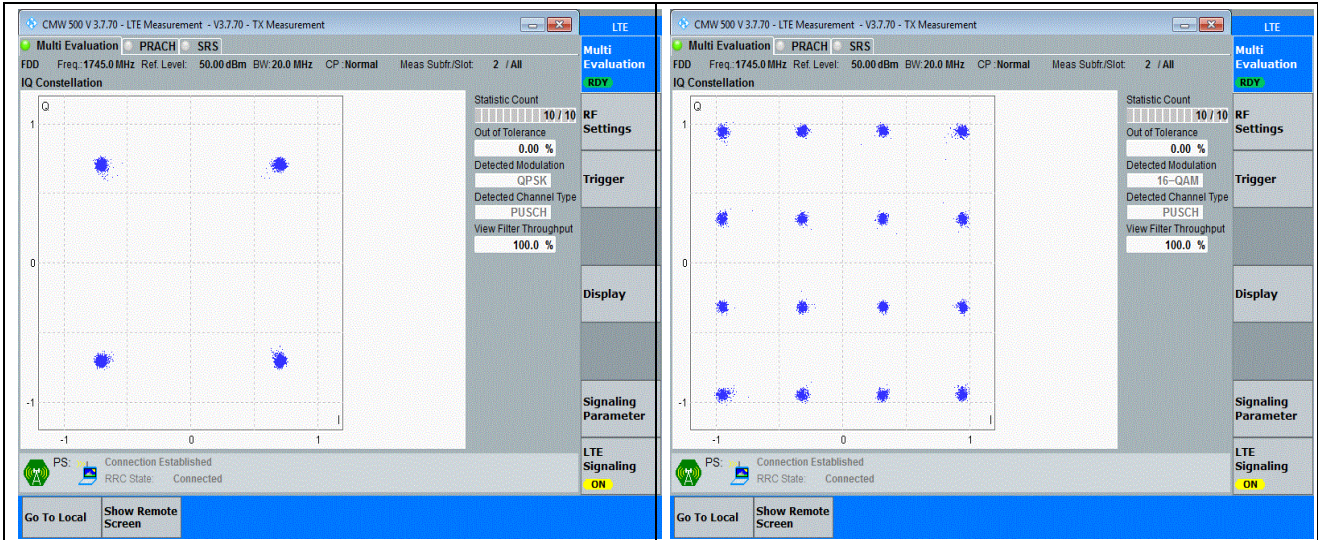 CMW 500 V 3.7.70 - LTE Measurement - V3.7.70 - TX Measurement
LTE
Multi Evaluation PRACH SRS
Multi
Evaluation
RDY
FDD Freq.:1745.0 MHz Ref. Level: 50.00 dBm BW:20.0 MHz CP :Normal Meas Subfr./Slot: 2 / All
IQ Constellation
Q
1
0
-1
-1 0 1
I
Statistic Count
10 / 10
Out of Tolerance
0.00 %
Detected Modulation
QPSK
Detected Channel Type
PUSCH
View Filter Throughput
100.0 %
RF
Settings
Trigger
Display
Signaling
Parameter
LTE
Signaling
ON
PS: Connection Established
RRC State: Connected
Go To Local
Show Remote
Screen
CMW 500 V 3.7.70 - LTE Measurement - V3.7.70 - TX Measurement
LTE
Multi Evaluation PRACH SRS
Multi
Evaluation
RDY
FDD Freq.:1745.0 MHz Ref. Level: 50.00 dBm BW:20.0 MHz CP :Normal Meas Subfr./Slot: 2 / All
IQ Constellation
Q
1
0
-1
-1 0 1
I
Statistic Count
10 / 10
Out of Tolerance
0.00 %
Detected Modulation
16-QAM
Detected Channel Type
PUSCH
View Filter Throughput
100.0 %
RF
Settings
Trigger
Display
Signaling
Parameter
LTE
Signaling
ON
PS: Connection Established
RRC State: Connected
Go To Local
Show Remote
Screen